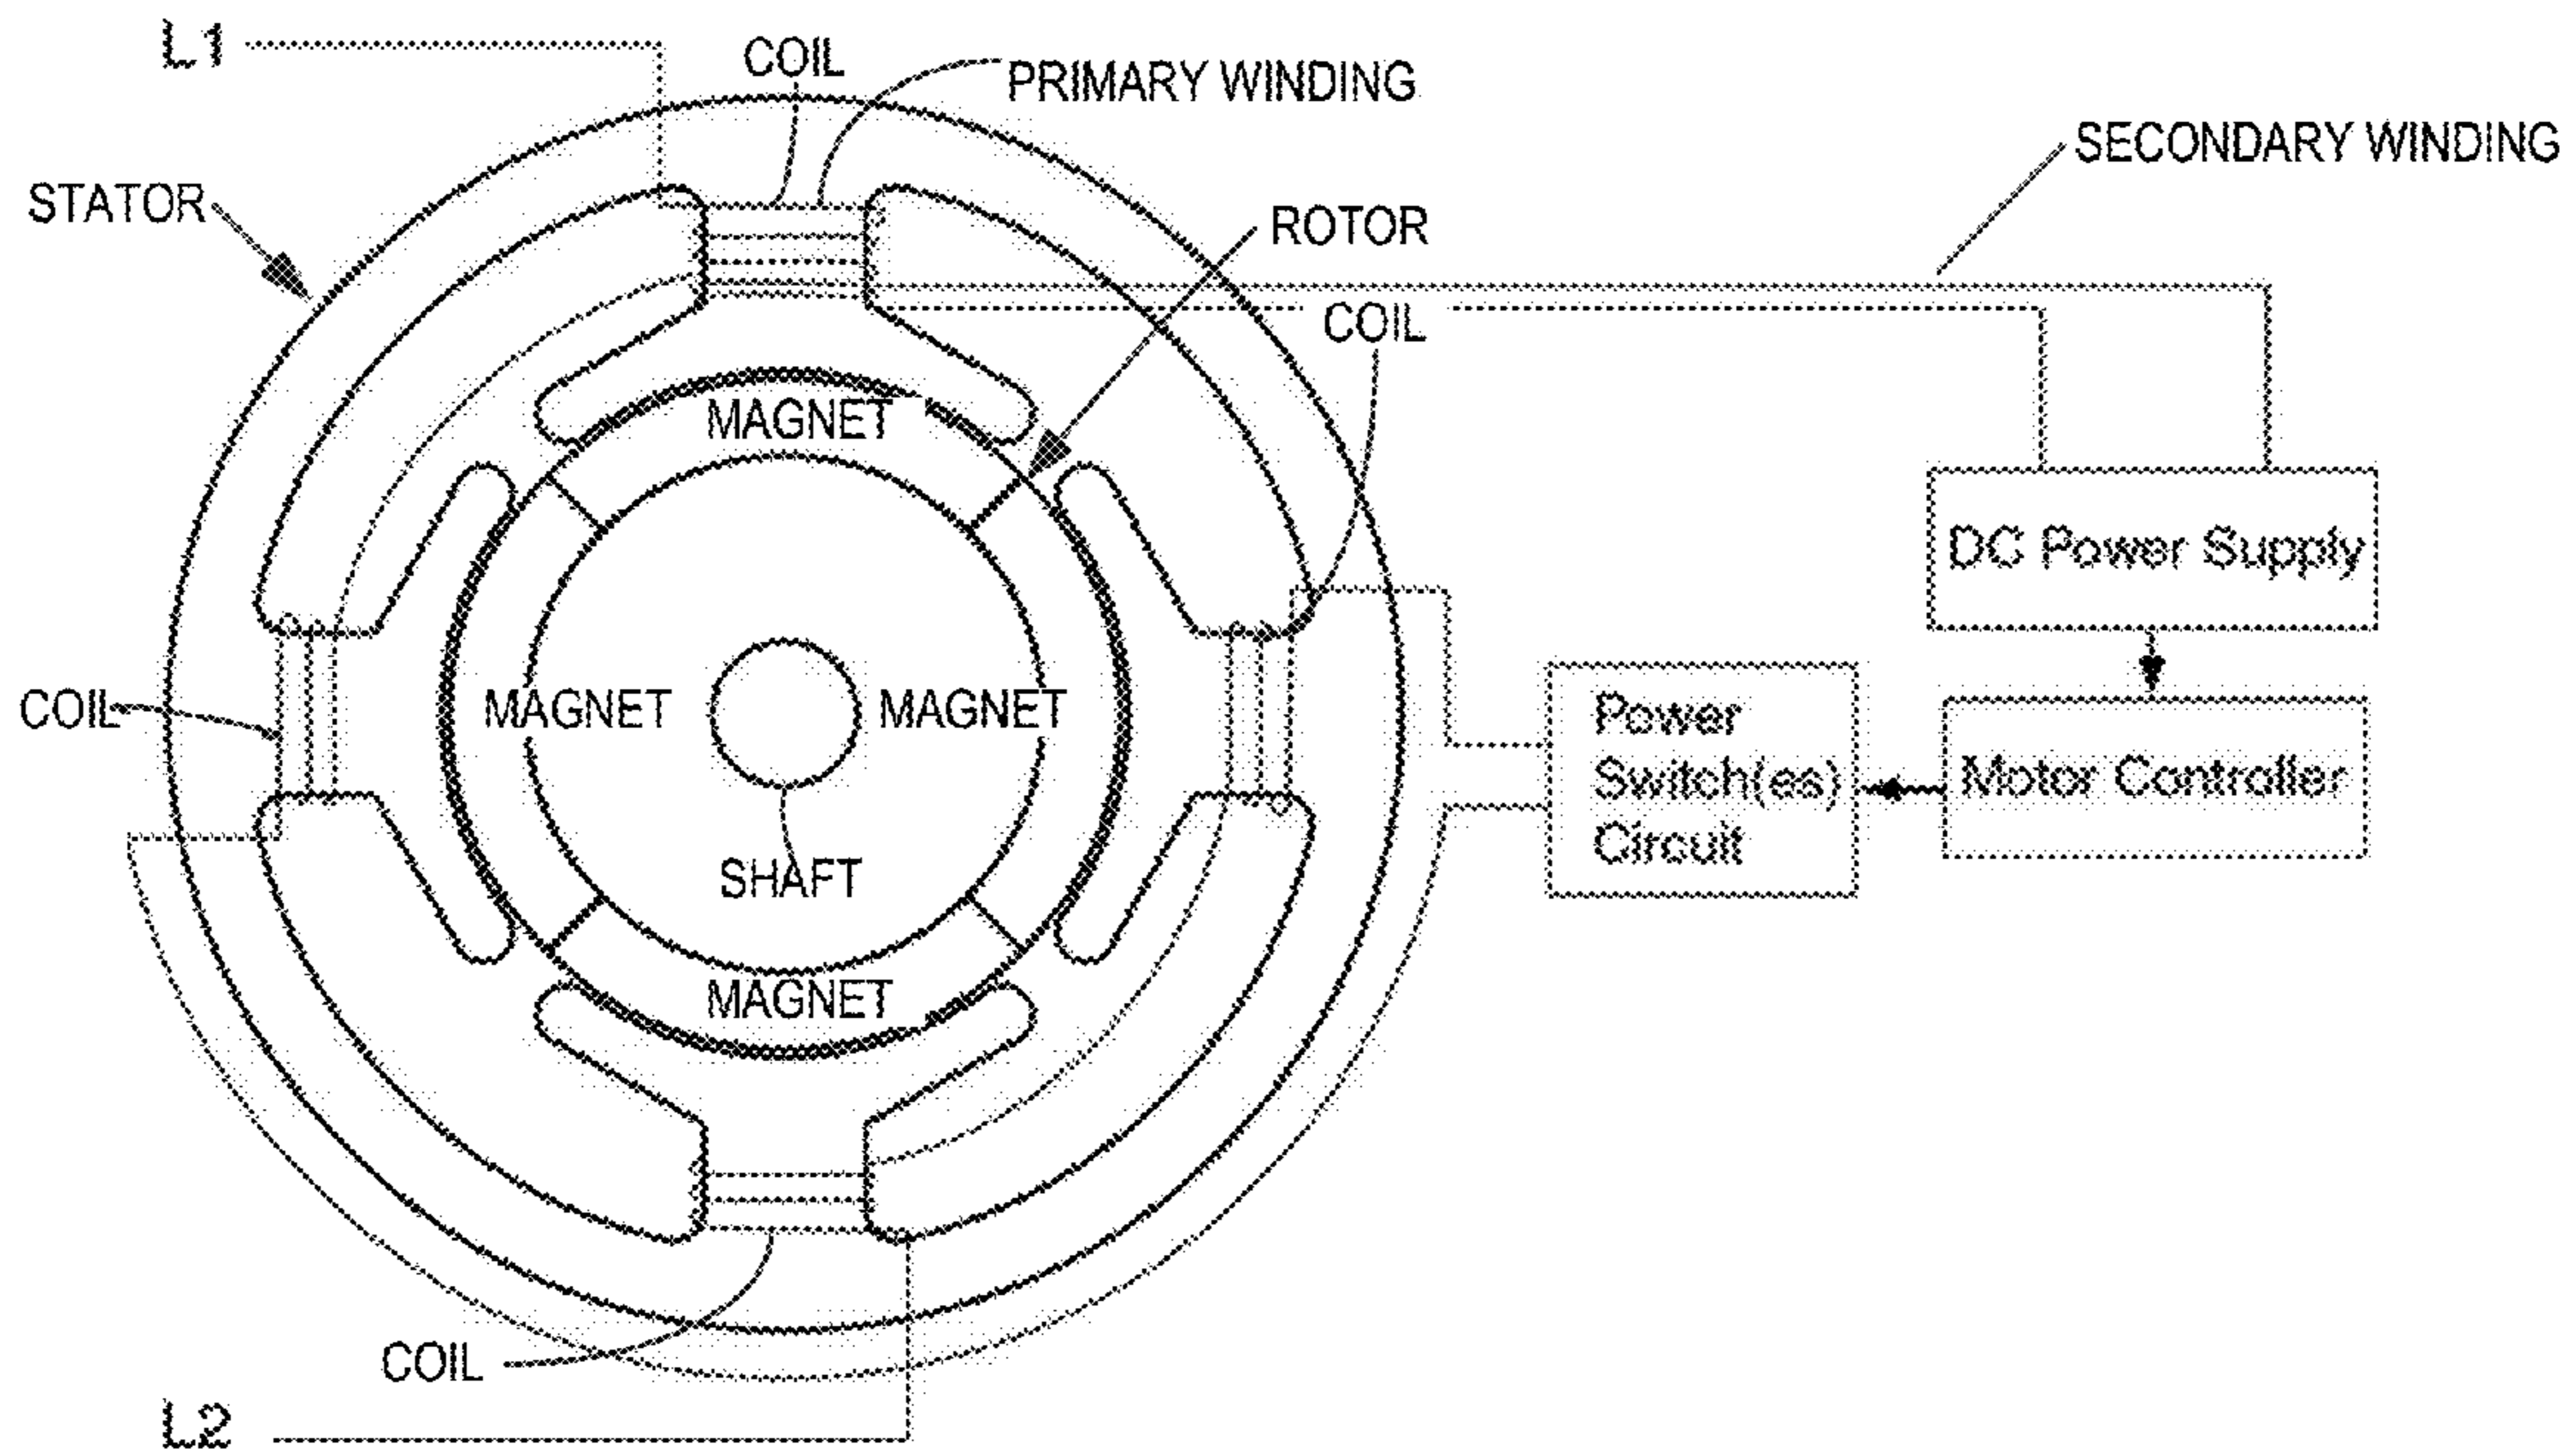 L1
COIL
PRIMARY WINDING
SECONDARY WINDING
STATOR
ROTOR
COIL
MAGNET
DC Power Supply
COIL
MAGNET
MAGNET
Power
Switch(es)
Circuit
Motor Controller
SHAFT
MAGNET
COIL
L2